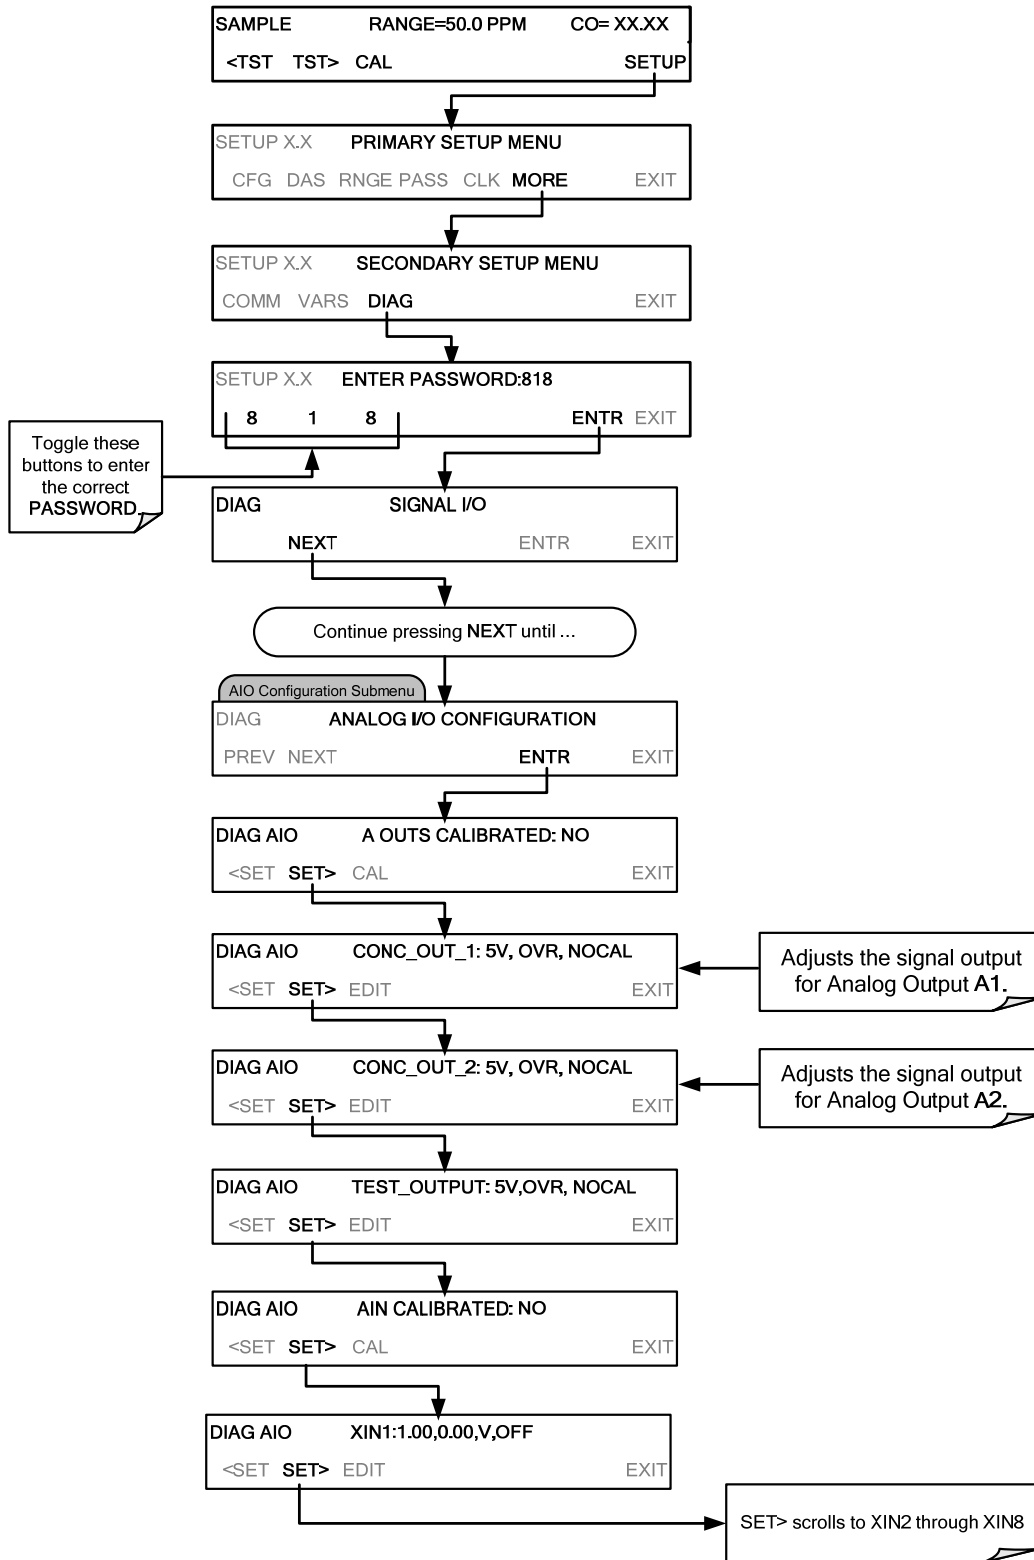 SAMPLE RANGE=50.0 PPM CO= XX.XX
<TST TST> CAL SETUP
SETUP X.X PRIMARY SETUP MENU
CFG DAS RNGE PASS CLK MORE EXIT
SETUP X.X SECONDARY SETUP MENU
COMM VARS DIAG EXIT
SETUP X.X ENTER PASSWORD:818
8 1 8 ENTR EXIT
Toggle these
buttons to enter
the correct
PASSWORD.
DIAG SIGNAL I/O
NEXT ENTR EXIT
Continue pressing NEXT until ...
AIO Configuration Submenu
DIAG ANALOG I/O CONFIGURATION
PREV NEXT ENTR EXIT
DIAG AIO A OUTS CALIBRATED: NO
<SET SET> CAL EXIT
DIAG AIO CONC_OUT_1: 5V, OVR, NOCAL
<SET SET> EDIT EXIT
Adjusts the signal output
for Analog Output A1.
DIAG AIO CONC_OUT_2: 5V, OVR, NOCAL
<SET SET> EDIT EXIT
Adjusts the signal output
for Analog Output A2.
DIAG AIO TEST_OUTPUT: 5V,OVR, NOCAL
<SET SET> EDIT EXIT
DIAG AIO AIN CALIBRATED: NO
<SET SET> CAL EXIT
DIAG AIO XIN1:1.00,0.00,V,OFF
<SET SET> EDIT EXIT
SET> scrolls to XIN2 through XIN8